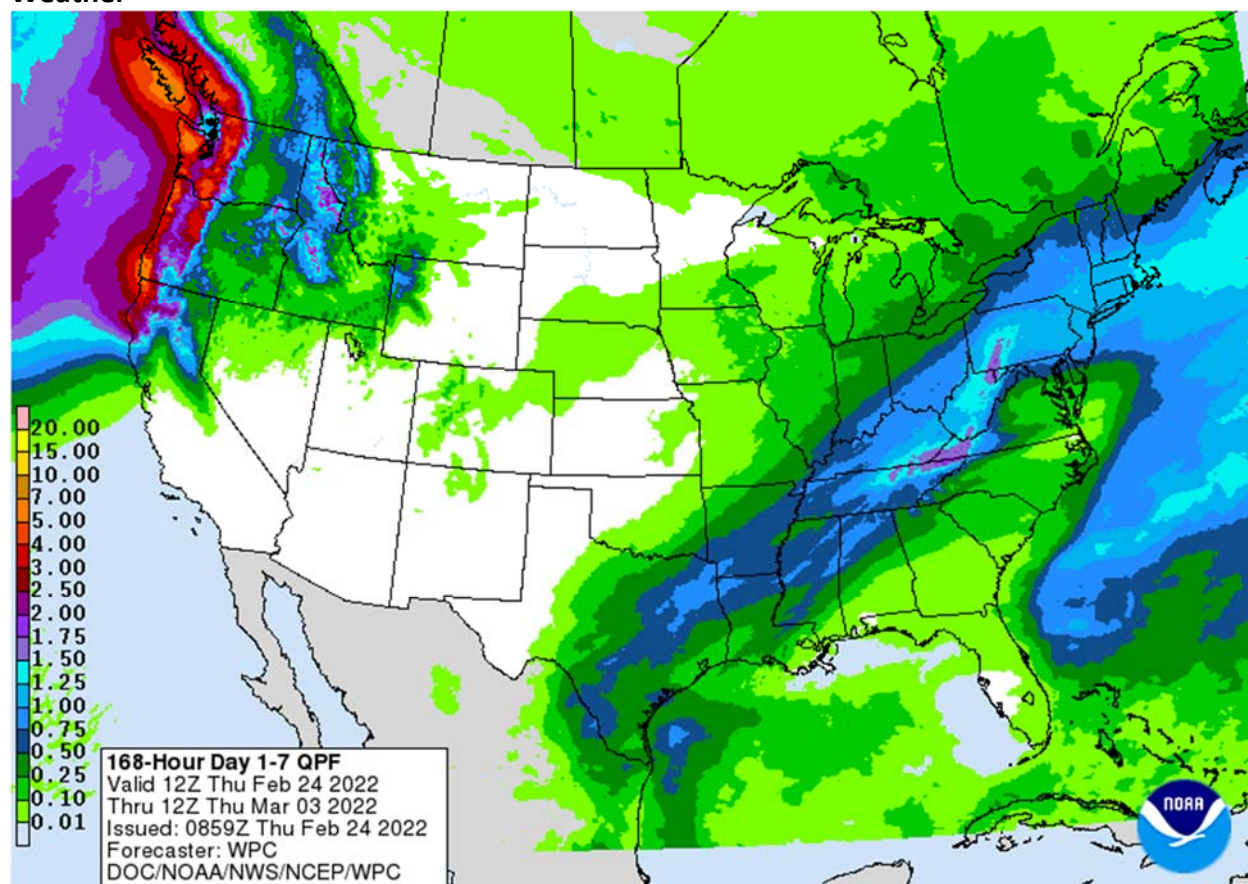 Weather
20.00
15.00
10.00
7.00
5.00
4.00
3.00
2.50
2.00
1.75
1.50
1.25
1.00
0.75
0.50
0.25
0.10
0.01
168-Hour Day 1-7 QPF
Valid 12Z Thu Feb 24 2022
Thru 12Z Thu Mar 03 2022
Issued: 0859Z Thu Feb 24 2022
Forecaster: WPC
DOC/NOAA/NWS/NCEP/WPC
NOAA